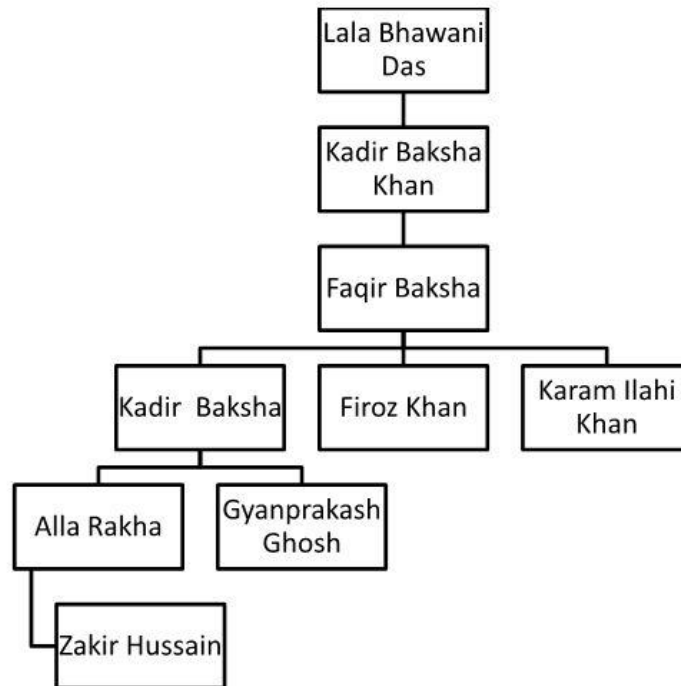 Lala Bhawani
Das
Kadir Baksha
Khan
Faqir Baksha
Kadir  Baksha
Firoz Khan
Karam Ilahi
Khan
Alla Rakha
Gyanprakash
Ghosh
Zakir Hussain